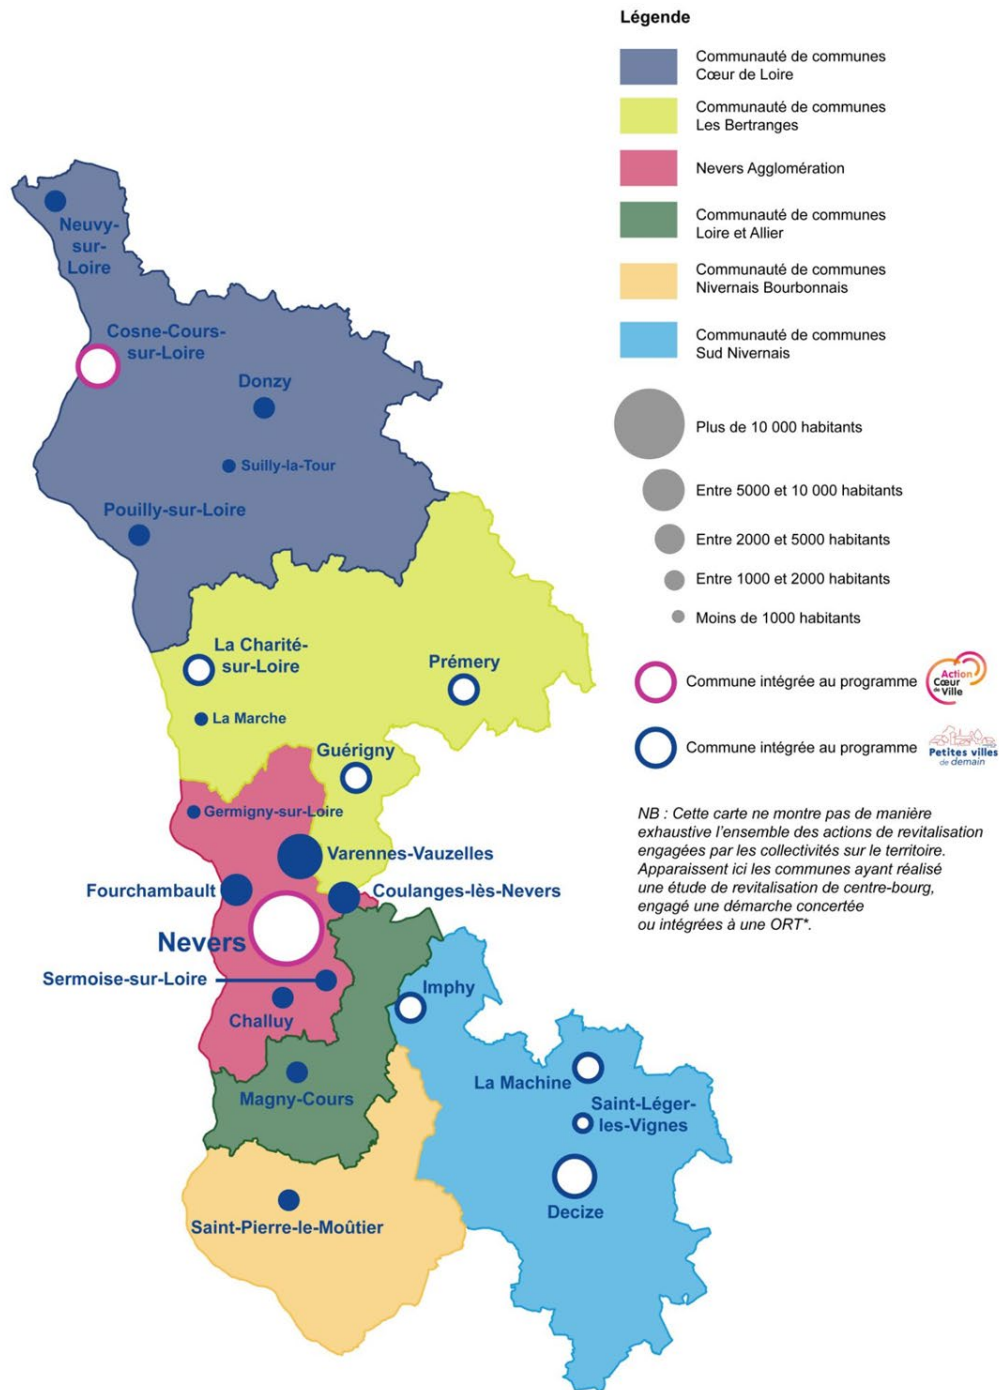 Légende
Communauté de communes
Cœur de Loire
Communauté de communes
Les Bertranges
Nevers Agglomération
Communauté de communes
Loire et Allier
Communauté de communes
Nivernais Bourbonnais
Communauté de communes
Sud Nivernais
Plus de 10 000 habitants
Entre 5000 et 10 000 habitants
Entre 2000 et 5000 habitants
Entre 1000 et 2000 habitants
Moins de 1000 habitants
Commune intégrée au programme
Action
Cœur
de Ville
Commune intégrée au programme
Petites villes
de demain
NB : Cette carte ne montre pas de manière
exhaustive l'ensemble des actions de revitalisation
engagées par les collectivités sur le territoire.
Apparaissent ici les communes ayant réalisé
une étude de revitalisation de centre-bourg,
engagé une démarche concertée
ou intégrées à une ORT*.
Neuvy-
sur-
Loire
Cosne-Cours-
sur-Loire
Donzy
Suilly-la-Tour
Pouilly-sur-Loire
La Charité-
sur-Loire
Prémery
La Marche
Guérigny
Germigny-sur-Loire
Varennes-Vauzelles
Fourchambault
Coulanges-lès-Nevers
Nevers
Sermoise-sur-Loire
Imphy
Challuy
La Machine
Magny-Cours
Saint-Léger-
les-Vignes
Decize
Saint-Pierre-le-Moûtier